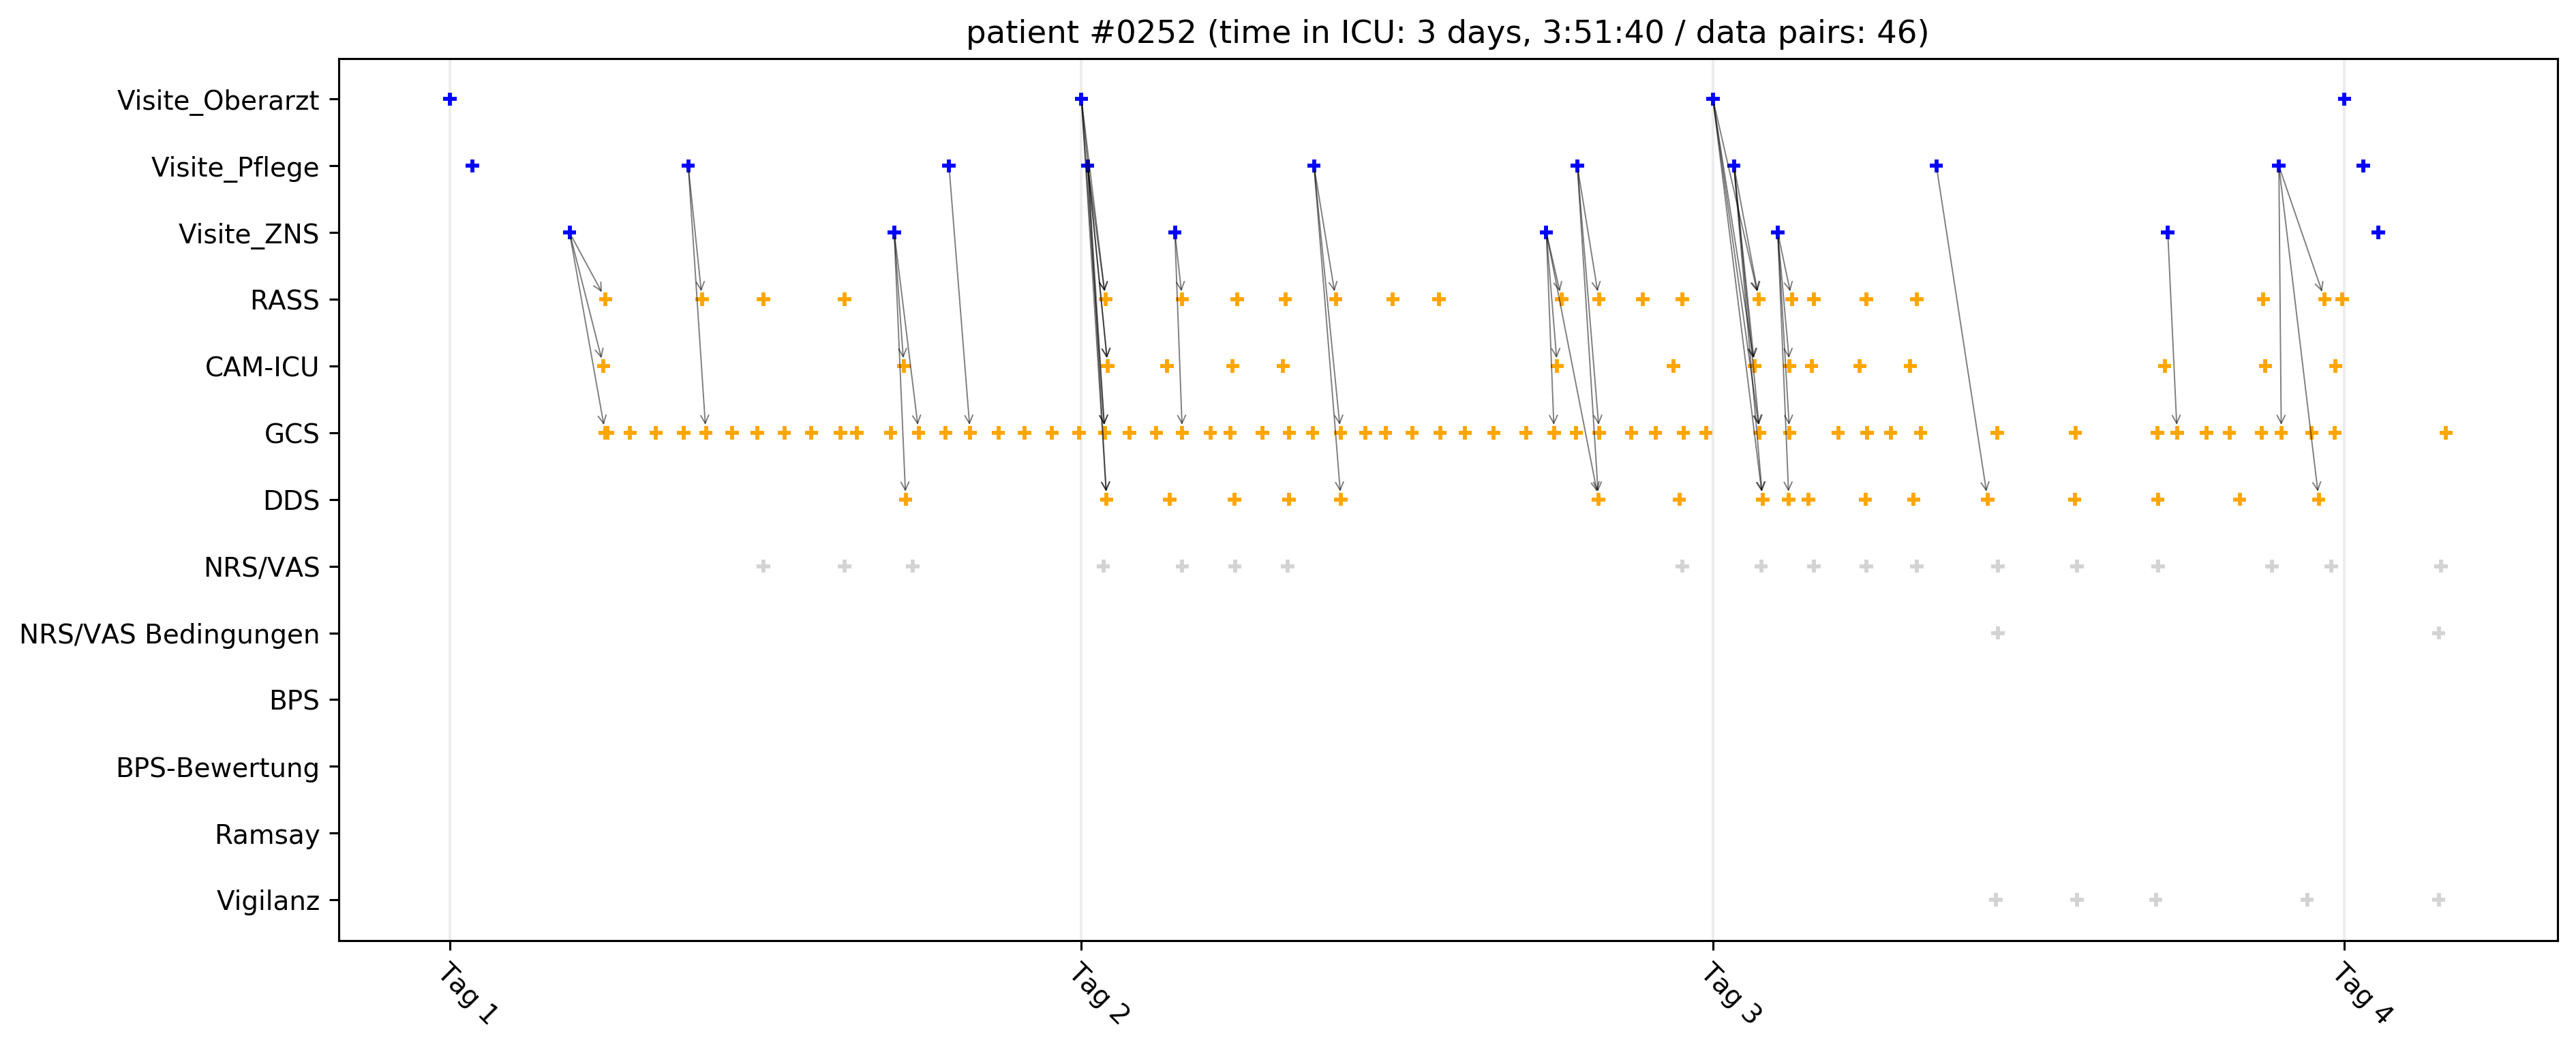 patient #0252 (time in ICU: 3 days, 3:51:40 / data pairs: 46)
Visite_Oberarzt
Visite_Pflege
Visite_ZNS
RASS
CAM-ICU
GCS
DDS
NRS/VAS
NRS/VAS Bedingungen
BPS
BPS-Bewertung
Ramsay
Vigilanz
Tag 1
Tag 2
Tag 3
Tag 4